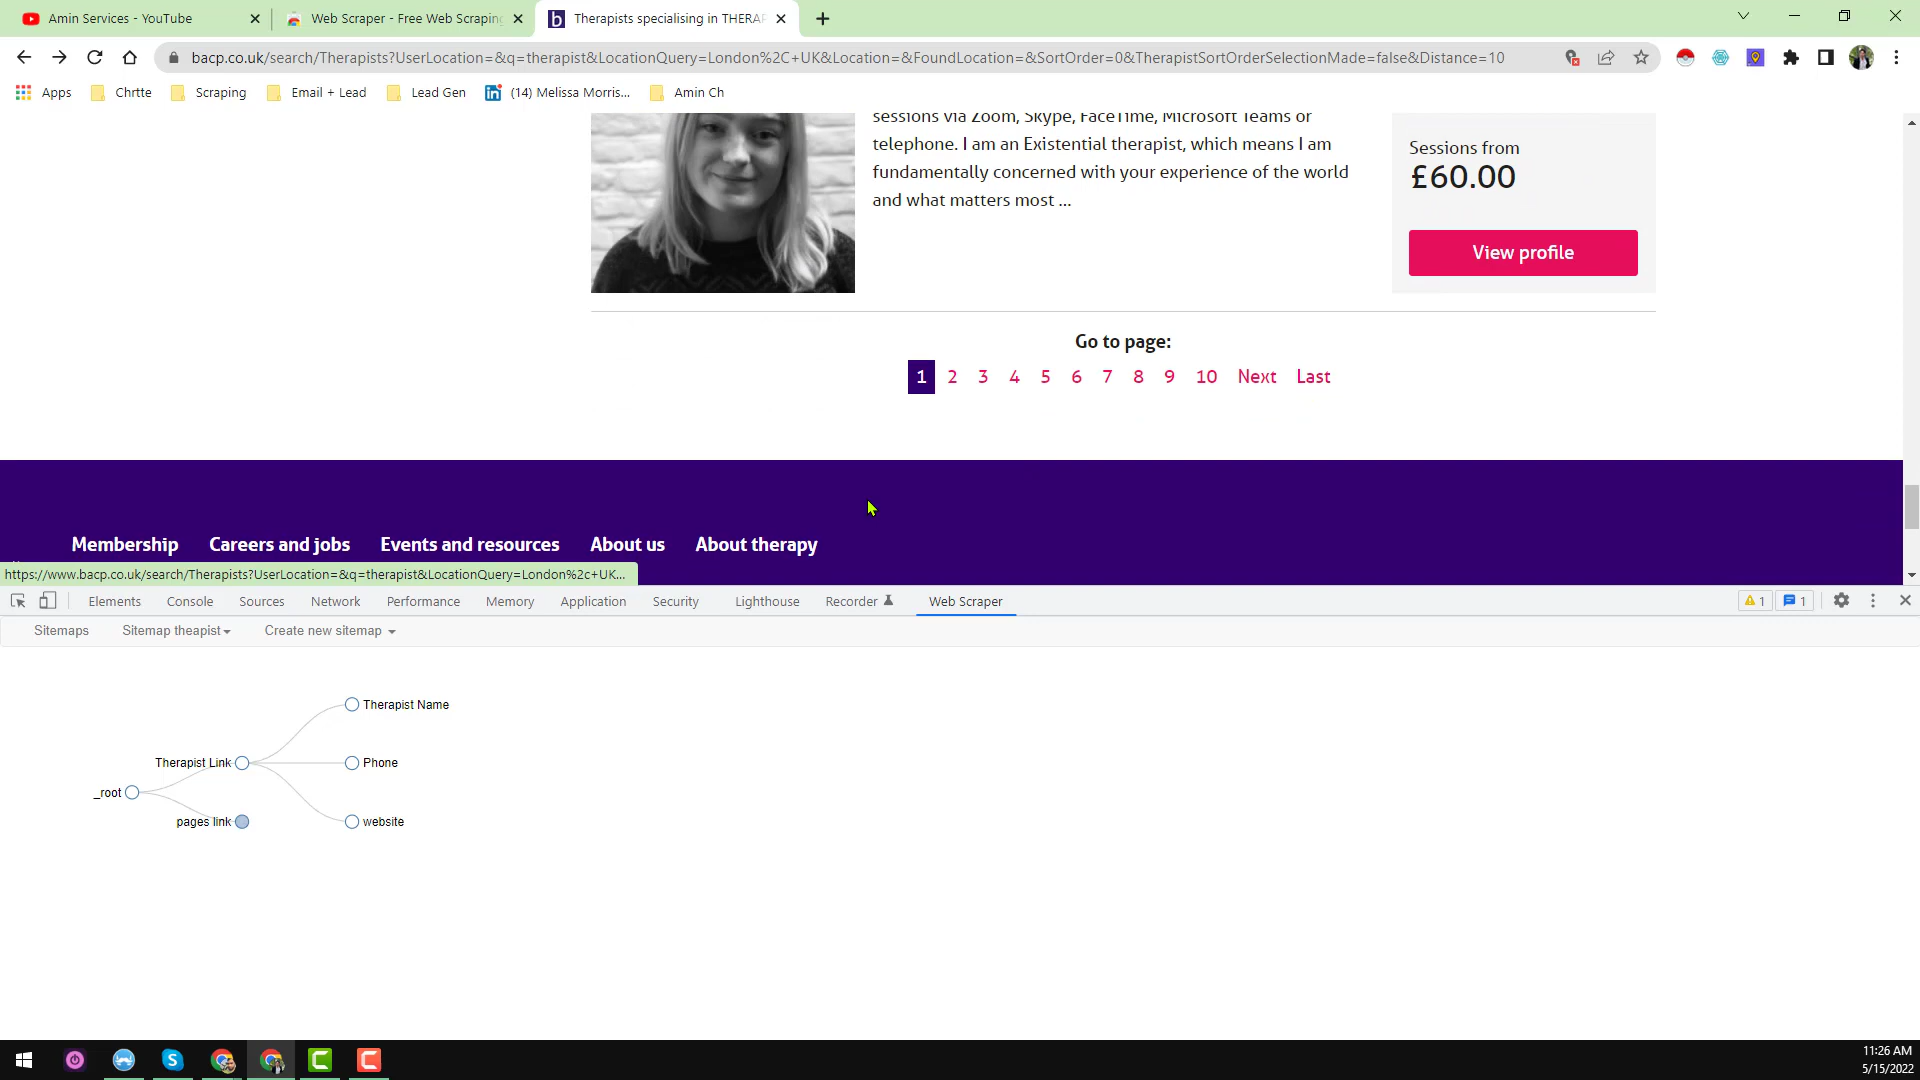 Amin Services - YouTube
Web Scraper - Free Web Scraping
Therapists specialising in THERAP
bacp.co.uk/search/Therapists?UserLocation=&q=therapist&LocationQuery=London%2C+UK&Location=&FoundLocation=&SortOrder=0&TherapistSortOrderSelectionMade=false&Distance=10
Apps
Chrtte
Scraping
Email + Lead
Lead Gen
(14) Melissa Morris...
Amin Ch
sessions via Zoom, Skype, FaceTime, Microsoft Teams or
telephone. I am an Existential therapist, which means I am
fundamentally concerned with your experience of the world
and what matters most ...
Sessions from
£60.00
View profile
Go to page:
1 2 3 4 5 6 7 8 9 10 Next Last
Membership
Careers and jobs
Events and resources
About us
About therapy
https://www.bacp.co.uk/search/Therapists?UserLocation=&q=therapist&LocationQuery=London%2c+UK...
Elements
Console
Sources
Network
Performance
Memory
Application
Security
Lighthouse
Recorder
Web Scraper
1
1
Sitemaps
Sitemap theapist
Create new sitemap
Therapist Name
Therapist Link
Phone
_root
pages link
website
11:26 AM
5/15/2022